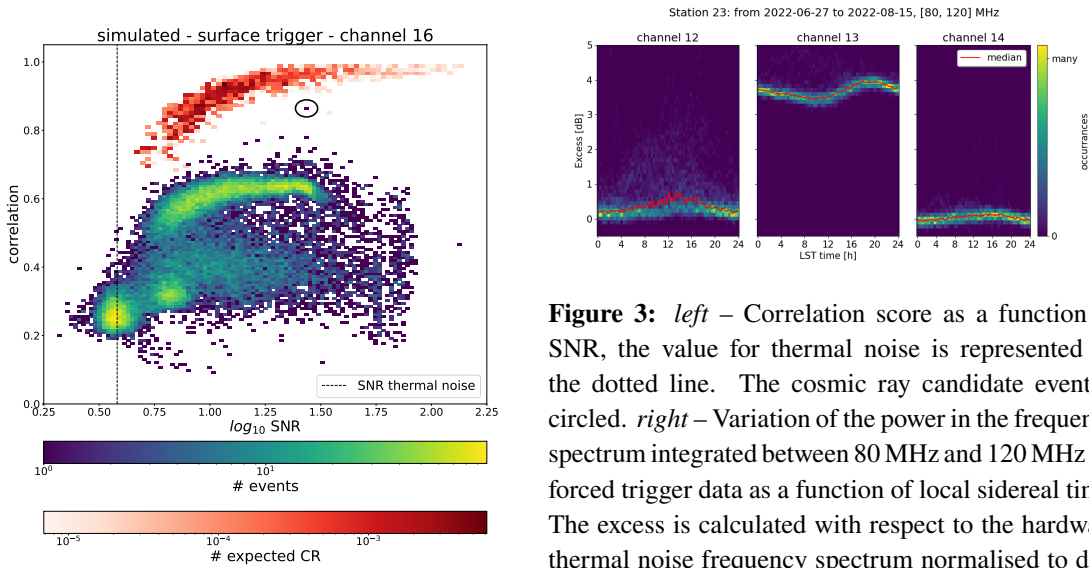 simulated - surface trigger - channel 16
1.0
0.8
0.6
0.4
0.2
0.0
correlation
SNR thermal noise
0.25 0.50 0.75 1.00 1.25 1.50 1.75 2.00 2.25
log10 SNR
10^0 10^1
# events
10^-5 10^-4 10^-3
# expected CR
Station 23: from 2022-06-27 to 2022-08-15, [80, 120] MHz
channel 12 channel 13 channel 14
5
4
3
2
1
0
Excess [dB]
median
many
occurrances
0
0 4 8 12 16 20 24 0 4 8 12 16 20 24 0 4 8 12 16 20 24
LST time [h]
Figure 3: left – Correlation score as a function
SNR, the value for thermal noise is represented
the dotted line. The cosmic ray candidate event
circled. right – Variation of the power in the frequen
spectrum integrated between 80 MHz and 120 MHz
forced trigger data as a function of local sidereal tim
The excess is calculated with respect to the hardwa
thermal noise frequency spectrum normalised to d